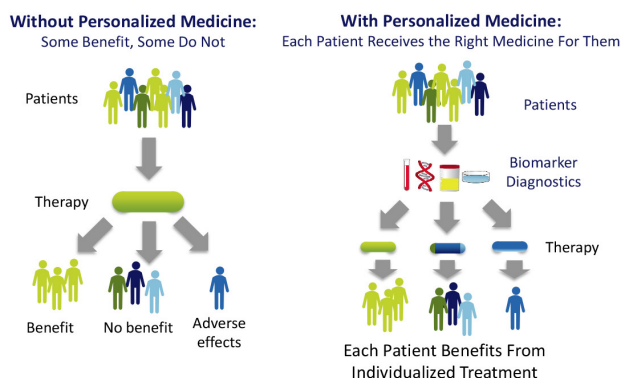 Without Personalized Medicine:
Some Benefit, Some Do Not
Patients
Therapy
Benefit
No benefit
Adverse
effects
With Personalized Medicine:
Each Patient Receives the Right Medicine For Them
Patients
Biomarker
Diagnostics
Therapy
Each Patient Benefits From
Individualized Treatment